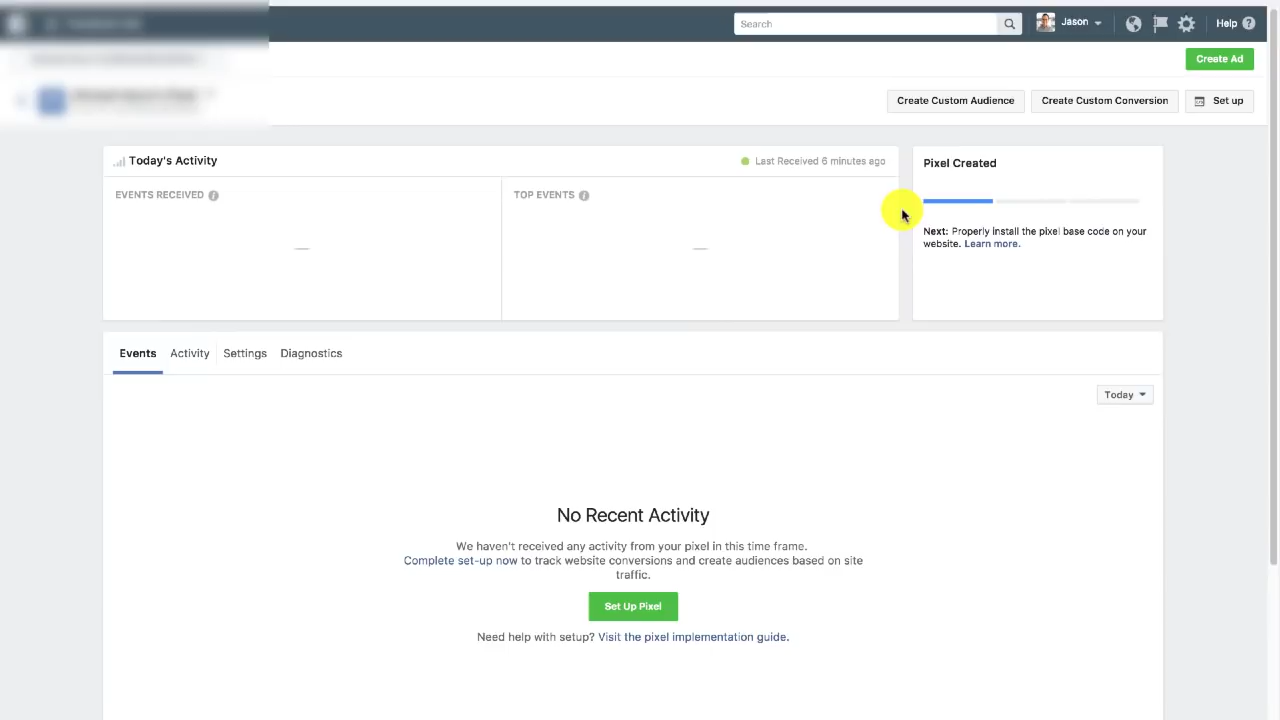 Search
Jason
Help
Create Ad
Create Custom Audience
Create Custom Conversion
Set up
Today's Activity
Last Received 6 minutes ago
Pixel Created
EVENTS RECEIVED
TOP EVENTS
Next: Properly install the pixel base code on your
website. Learn more.
Events
Activity
Settings
Diagnostics
Today
No Recent Activity
We haven't received any activity from your pixel in this time frame.
Complete set-up now to track website conversions and create audiences based on site
traffic.
Set Up Pixel
Need help with setup? Visit the pixel implementation guide.